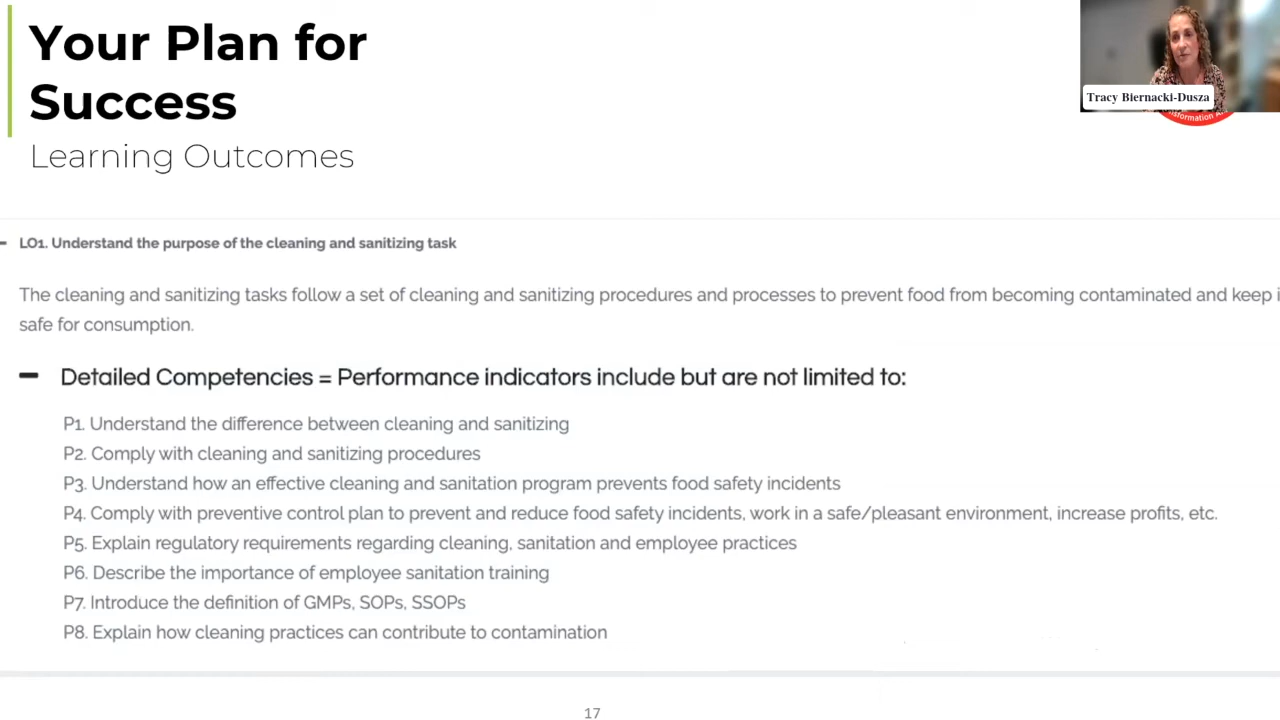 Your Plan for
Success
Learning Outcomes
Tracy Biernacki-Dusza
LO1. Understand the purpose of the cleaning and sanitizing task
The cleaning and sanitizing tasks follow a set of cleaning and sanitizing procedures and processes to prevent food from becoming contaminated and keep
safe for consumption.
Detailed Competencies = Performance indicators include but are not limited to:
P1. Understand the difference between cleaning and sanitizing
P2. Comply with cleaning and sanitizing procedures
P3. Understand how an effective cleaning and sanitation program prevents food safety incidents
P4. Comply with preventive control plan to prevent and reduce food safety incidents, work in a safe/pleasant environment, increase profits, etc.
P5. Explain regulatory requirements regarding cleaning, sanitation and employee practices
P6. Describe the importance of employee sanitation training
P7. Introduce the definition of GMPs, SOPs, SSOPs
P8. Explain how cleaning practices can contribute to contamination
17